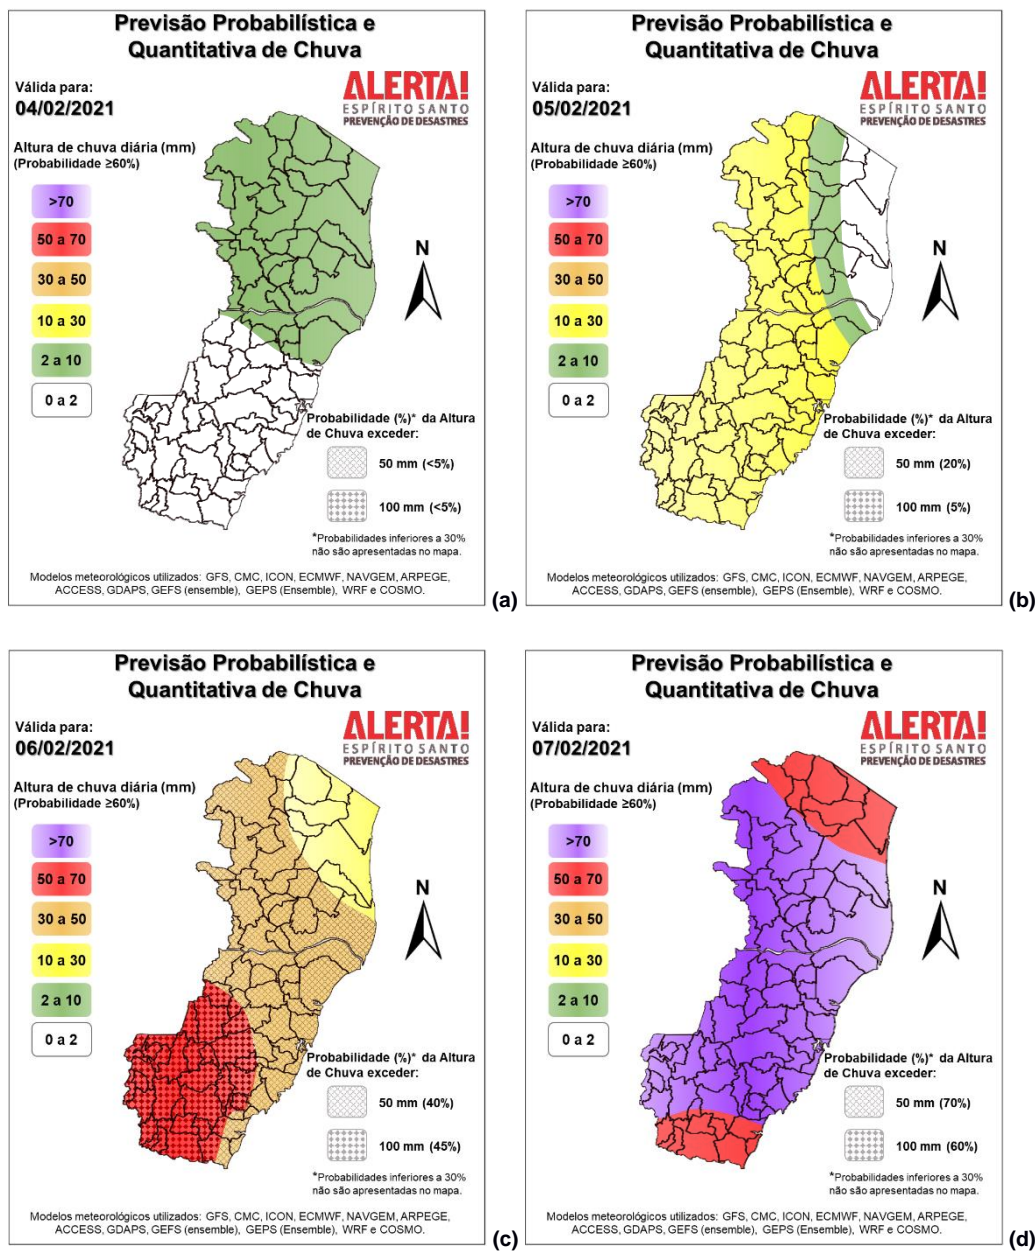 Previsão Probabilística e
Quantitativa de Chuva
Válida para:
04/02/2021
ALERTA!
ESPÍRITO SANTO
PREVENÇÃO DE DESASTRES
Altura de chuva diária (mm)
(Probabilidade ≥60%)
>70
50 a 70
30 a 50
10 a 30
2 a 10
0 a 2
N
Probabilidade (%)* da Altura
de Chuva exceder:
50 mm (<5%)
100 mm (<5%)
*Probabilidades inferiores a 30%
não são apresentadas no mapa.
Modelos meteorológicos utilizados: GFS, CMC, ICON, ECMWF, NAVGEM, ARPEGE,
ACCESS, GDAPS, GEFS (ensemble), GEPS (Ensemble), WRF e COSMO.
(a)
Previsão Probabilística e
Quantitativa de Chuva
Válida para:
05/02/2021
ALERTA!
ESPÍRITO SANTO
PREVENÇÃO DE DESASTRES
Altura de chuva diária (mm)
(Probabilidade ≥60%)
>70
50 a 70
30 a 50
10 a 30
2 a 10
0 a 2
N
Probabilidade (%)* da Altura
de Chuva exceder:
50 mm (20%)
100 mm (5%)
*Probabilidades inferiores a 30%
não são apresentadas no mapa.
Modelos meteorológicos utilizados: GFS, CMC, ICON, ECMWF, NAVGEM, ARPEGE,
ACCESS, GDAPS, GEFS (ensemble), GEPS (Ensemble), WRF e COSMO.
(b)
Previsão Probabilística e
Quantitativa de Chuva
Válida para:
06/02/2021
ALERTA!
ESPÍRITO SANTO
PREVENÇÃO DE DESASTRES
Altura de chuva diária (mm)
(Probabilidade ≥60%)
>70
50 a 70
30 a 50
10 a 30
2 a 10
0 a 2
N
Probabilidade (%)* da Altura
de Chuva exceder:
50 mm (40%)
100 mm (45%)
*Probabilidades inferiores a 30%
não são apresentadas no mapa.
Modelos meteorológicos utilizados: GFS, CMC, ICON, ECMWF, NAVGEM, ARPEGE,
ACCESS, GDAPS, GEFS (ensemble), GEPS (Ensemble), WRF e COSMO.
(c)
Previsão Probabilística e
Quantitativa de Chuva
Válida para:
07/02/2021
ALERTA!
ESPÍRITO SANTO
PREVENÇÃO DE DESASTRES
Altura de chuva diária (mm)
(Probabilidade ≥60%)
>70
50 a 70
30 a 50
10 a 30
2 a 10
0 a 2
N
Probabilidade (%)* da Altura
de Chuva exceder:
50 mm (70%)
100 mm (60%)
*Probabilidades inferiores a 30%
não são apresentadas no mapa.
Modelos meteorológicos utilizados: GFS, CMC, ICON, ECMWF, NAVGEM, ARPEGE,
ACCESS, GDAPS, GEFS (ensemble), GEPS (Ensemble), WRF e COSMO.
(d)